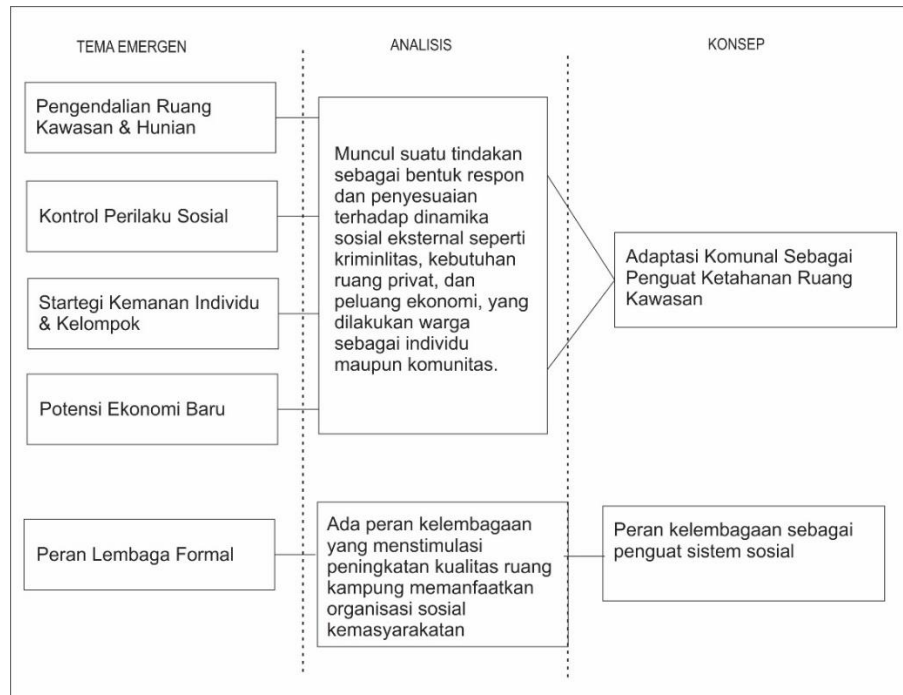 TEMA EMERGEN
ANALISIS
KONSEP
Pengendalian Ruang
Kawasan & Hunian
Kontrol Perilaku Sosial
Startegi Kemanan Individu
& Kelompok
Potensi Ekonomi Baru
Muncul suatu tindakan
sebagai bentuk respon
dan penyesuaian
terhadap dinamika
sosial eksternal seperti
kriminlitas, kebutuhan
ruang privat, dan
peluang ekonomi, yang
dilakukan warga
sebagai individu
maupun komunitas.
Adaptasi Komunal Sebagai
Penguat Ketahanan Ruang
Kawasan
Peran Lembaga Formal
Ada peran kelembagaan
yang menstimulasi
peningkatan kualitas ruang
kampung memanfaatkan
organisasi sosial
kemasyarakatan
Peran kelembagaan sebagai
penguat sistem sosial